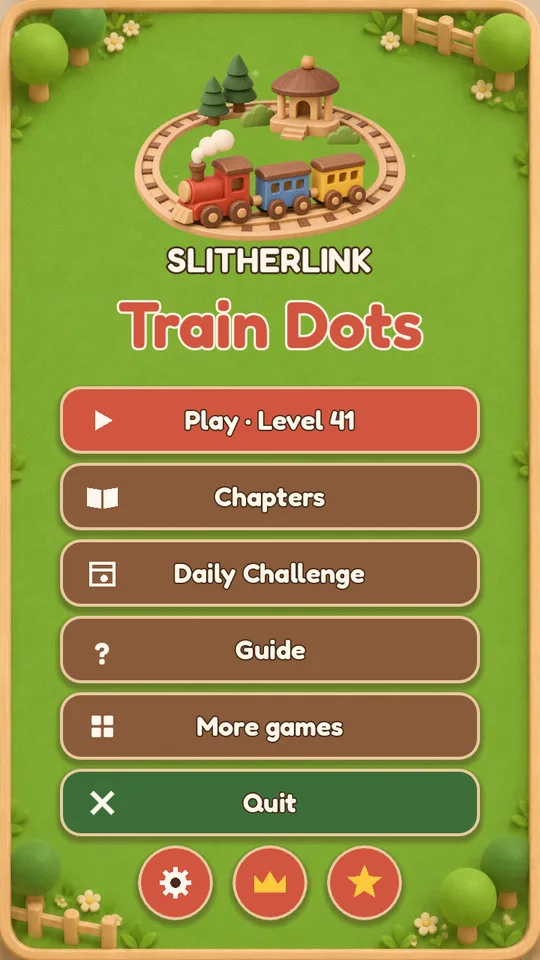 SLITHERLINK
Train Dots
Play · Level 41
Chapters
Daily Challenge
? Guide
More games
Quit